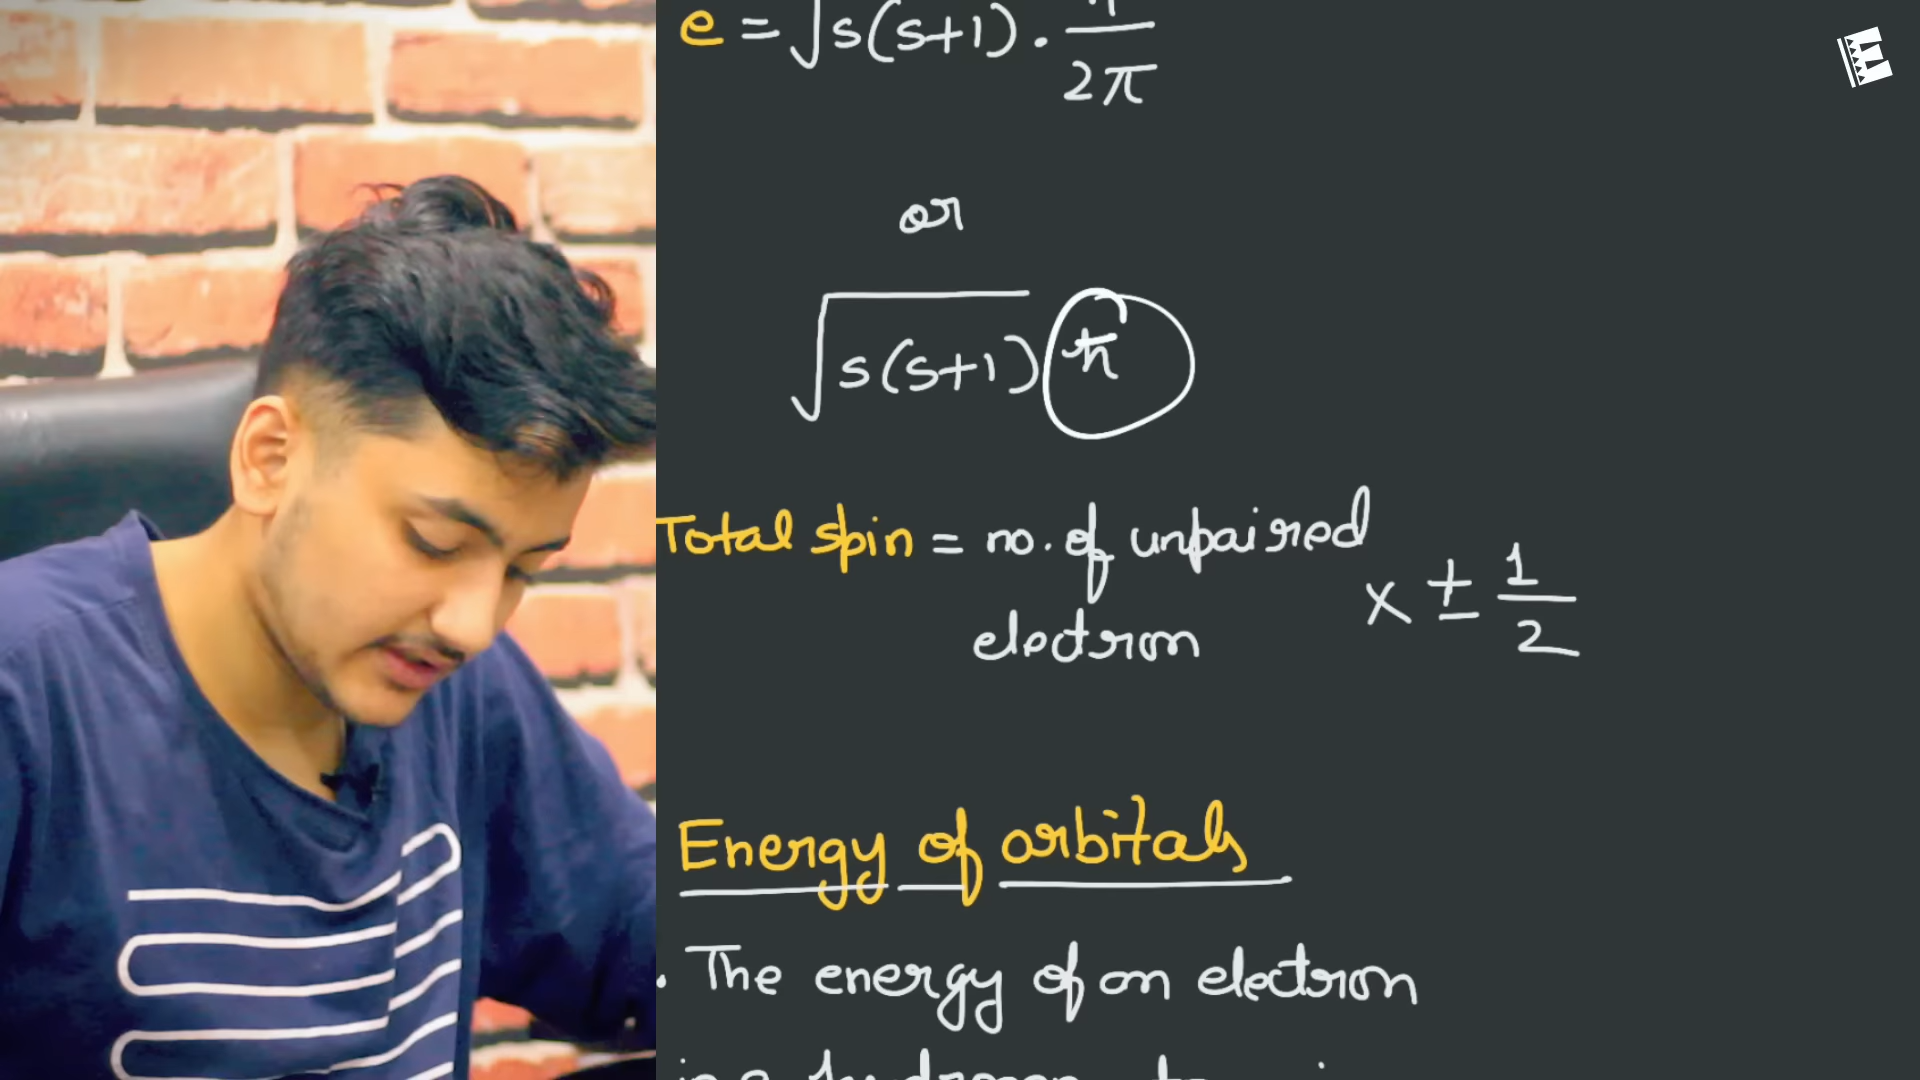 e = √s(s+1) . h/2π
or
√s(s+1) ħ
Total spin = no. of unpaired
electron x ± 1/2
Energy of orbitals
. The energy of an electron